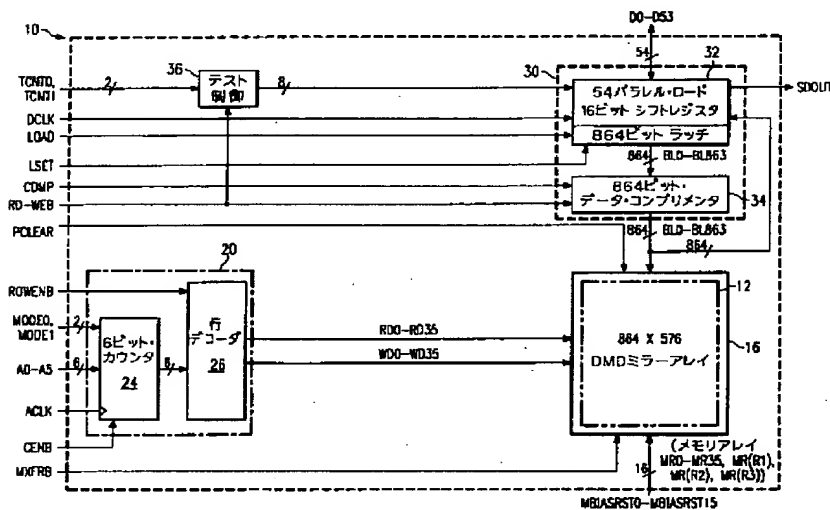 D0-D53
10
54
32
30
TCNT0,
TCNT1
2
36
テスト
制御
8
54パラレル・ロード
16ビット シフトレジスタ
864ビット ラッチ
SDOUT
DCLK
LOAD
LSET
864
BL0-BL863
COMP
RD-WEB
864ビット・
データ・コンプリメンタ
34
PCLEAR
864
BL0-BL863
864
20
ROWENB
MODE0,
MODE1
2
6ビット・
カウンタ
24
行
デコーダ
26
RD0-RD35
WD0-WD35
12
864 X 576
DMDミラーアレイ
16
A0-A5
6
6
ACLK
CENB
MXFRB
(メモリアレイ
MR0-MR35, MR(R1),
MR(R2), MR(R3))
16
MBIASRST0-MBIASRST15